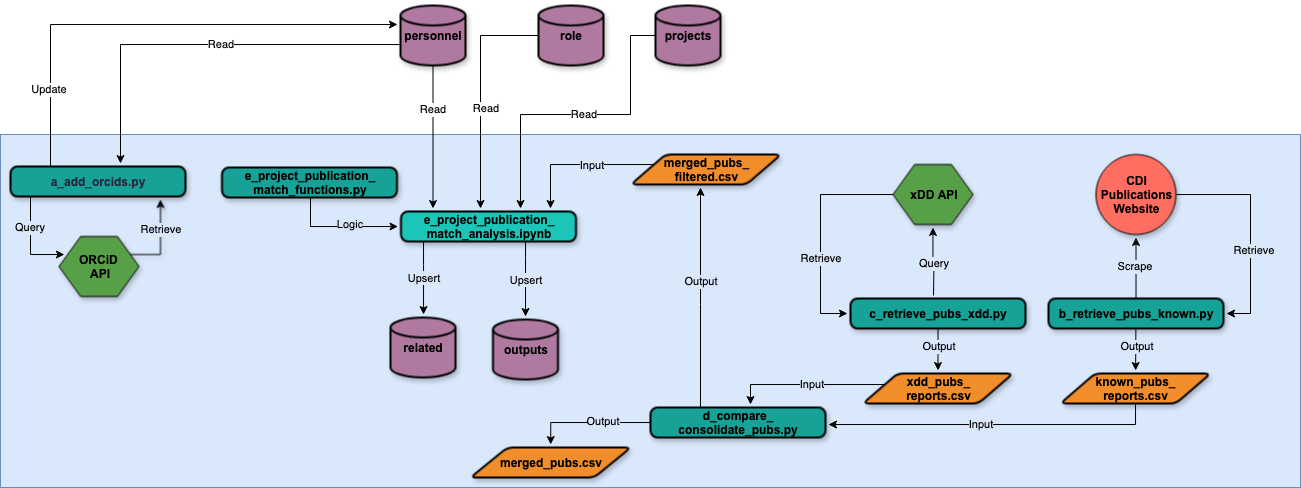 personnel
role
projects
Read
Update
Read
Read
Read
a_add_orcids.py
e_project_publication_
match_functions.py
Input
merged_pubs_
filtered.csv
xDD API
CDI
Publications
Website
Query
Retrieve
Logic
e_project_publication_
match_analysis.ipynb
ORCiD
API
Retrieve
Query
Scrape
Retrieve
Upsert
Upsert
Output
c_retrieve_pubs_xdd.py
b_retrieve_pubs_known.py
related
outputs
Output
Output
Input
xdd_pubs_
reports.csv
known_pubs_
reports.csv
Output
d_compare_
consolidate_pubs.py
Input
merged_pubs.csv